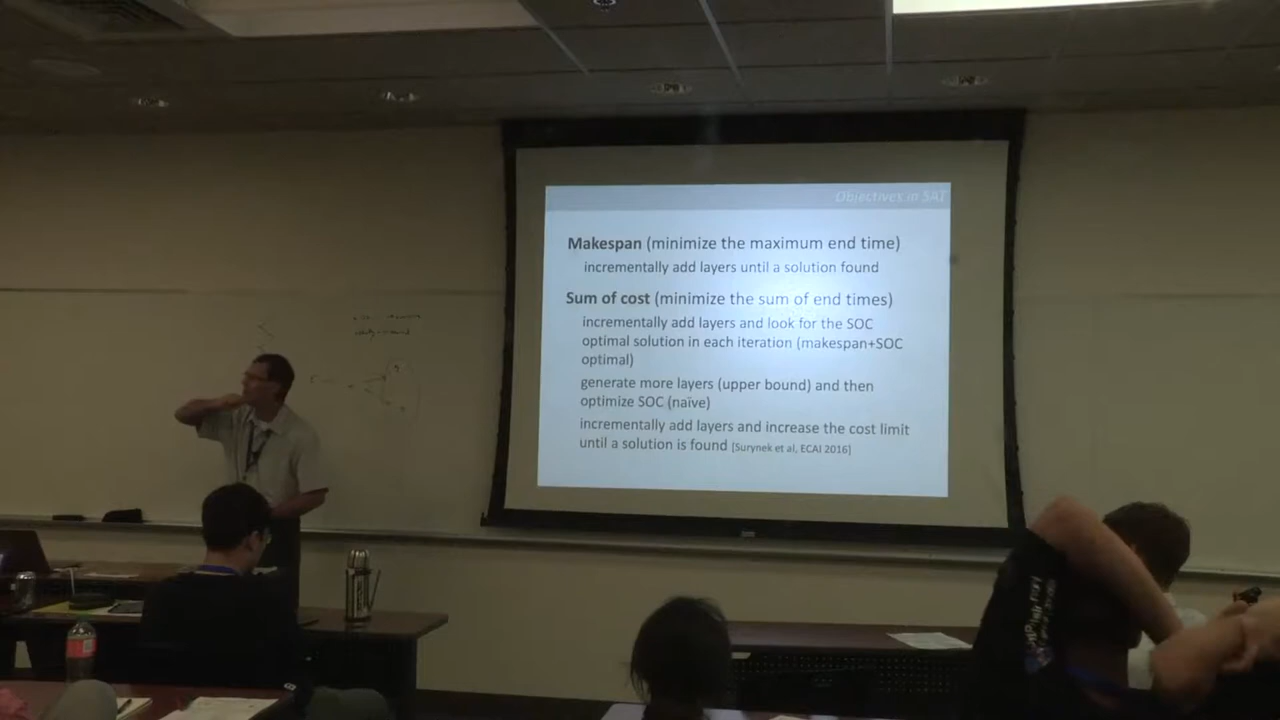 Objectives in SAT
Makespan (minimize the maximum end time)
incrementally add layers until a solution found
Sum of cost (minimize the sum of end times)
incrementally add layers and look for the SOC
optimal solution in each iteration (makespan+SOC
optimal)
generate more layers (upper bound) and then
optimize SOC (naïve)
incrementally add layers and increase the cost limit
until a solution is found [Surynek et al, ECAI 2016]